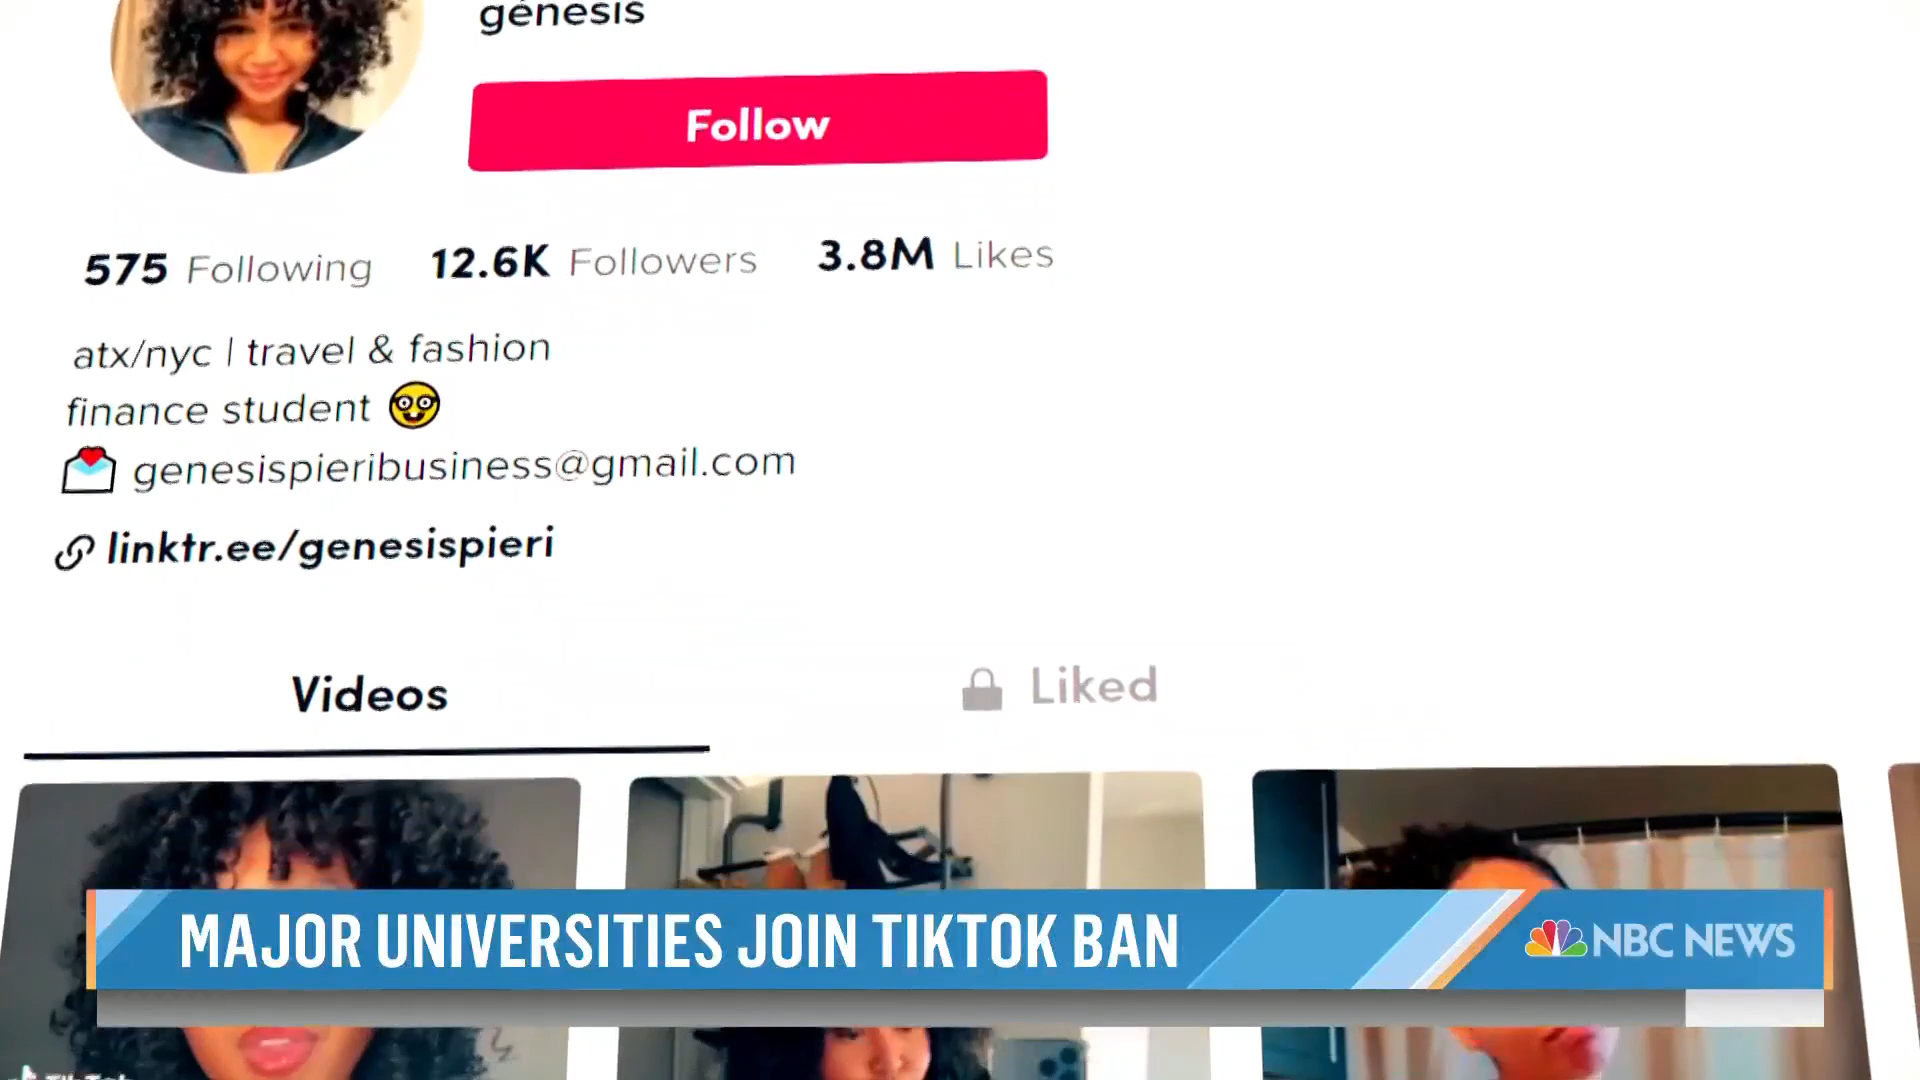 génesis
Follow
575 Following 12.6K Followers 3.8M Likes
atx/nyc | travel & fashion
finance student
genesispieribusiness@gmail.com
linktr.ee/genesispieri
Videos
Liked
MAJOR UNIVERSITIES JOIN TIKTOK BAN
NBC NEWS